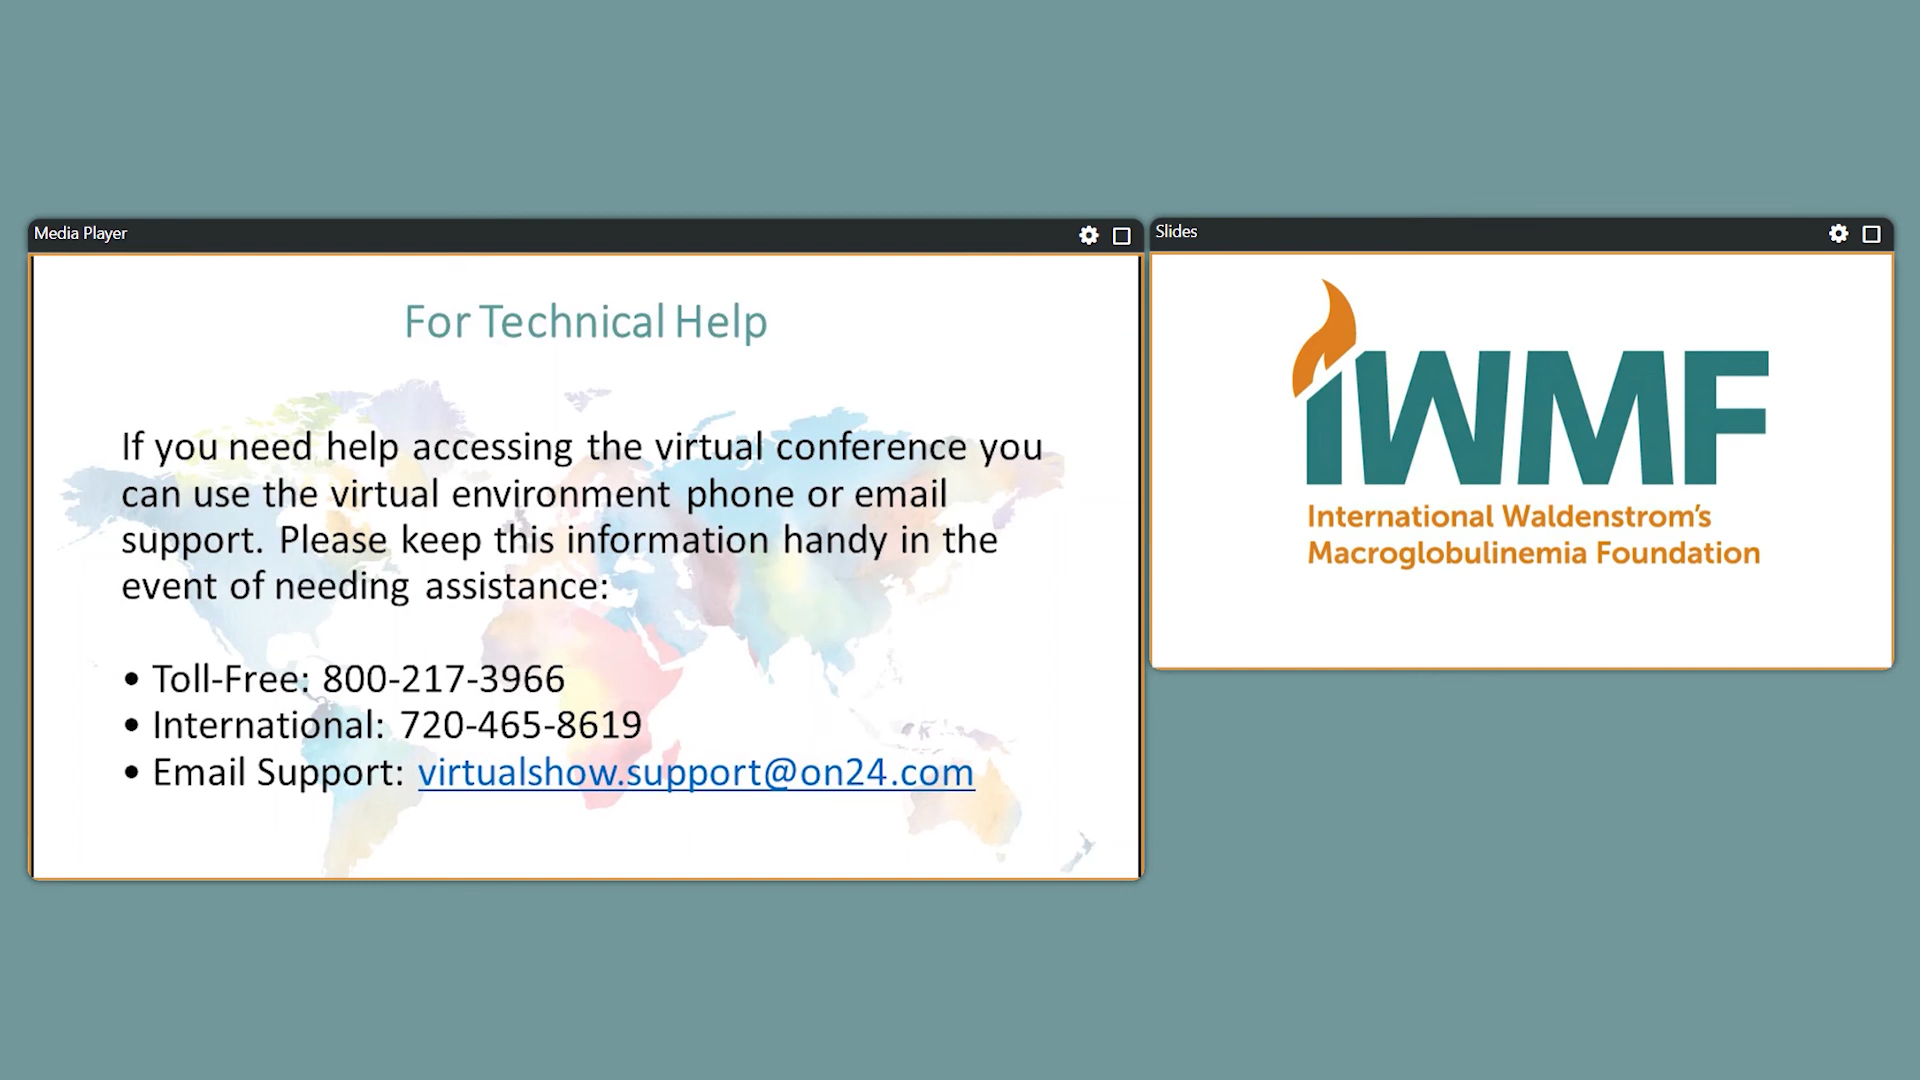 Media Player
For Technical Help
If you need help accessing the virtual conference you
can use the virtual environment phone or email
support. Please keep this information handy in the
event of needing assistance:
• Toll-Free: 800-217-3966
• International: 720-465-8619
• Email Support: virtualshow.support@on24.com
Slides
IWMF
International Waldenstrom's
Macroglobulinemia Foundation